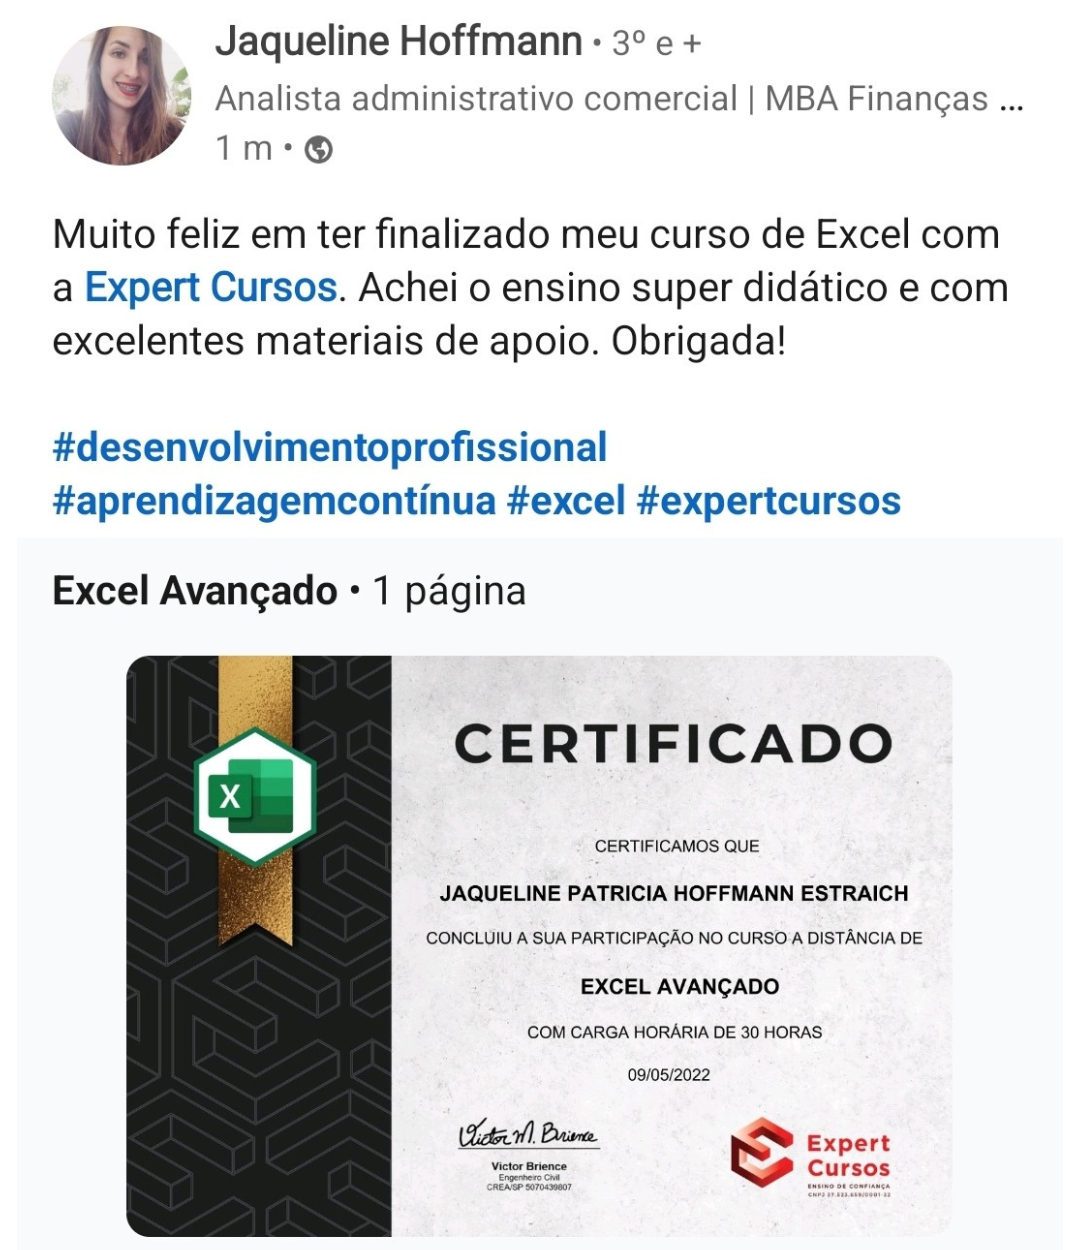 Jaqueline Hoffmann • 3º e +
Analista administrativo comercial | MBA Finanças ...
1 m •
Muito feliz em ter finalizado meu curso de Excel com
a Expert Cursos. Achei o ensino super didático e com
excelentes materiais de apoio. Obrigada!
#desenvolvimentoprofissional
#aprendizagemcontínua #excel #expertcursos
Excel Avançado • 1 página
X
CERTIFICADO
CERTIFICAMOS QUE
JAQUELINE PATRICIA HOFFMANN ESTRAICH
CONCLUIU A SUA PARTICIPAÇÃO NO CURSO A DISTÂNCIA DE
EXCEL AVANÇADO
COM CARGA HORÁRIA DE 30 HORAS
09/05/2022
Victor M. Brience
Victor Brience
Engenheiro Civil
CREA/SP 5070439807
Expert
Cursos
ENSINO DE CONFIANÇA
CNPJ